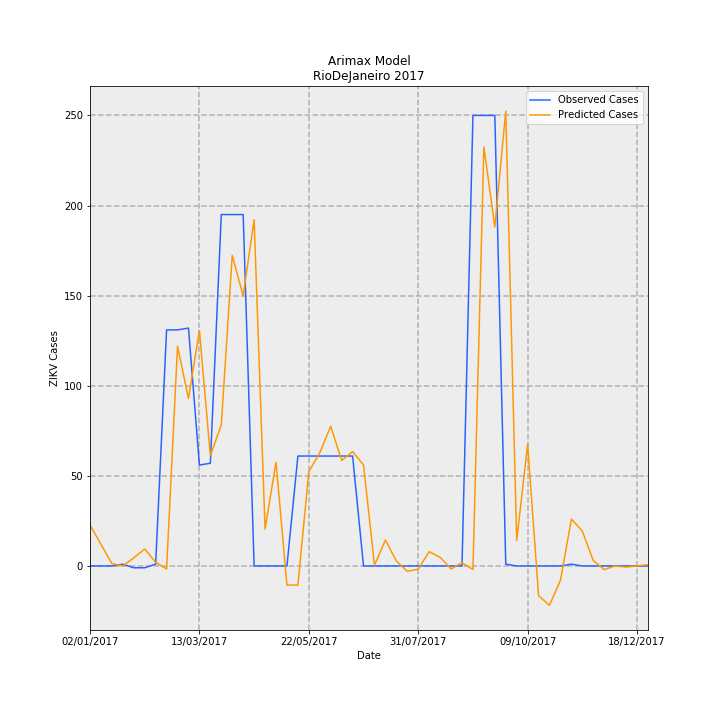 Arimax Model
RioDeJaneiro 2017
Observed Cases
Predicted Cases
250
200
150
100
50
0
ZIKV Cases
02/01/2017
13/03/2017
22/05/2017
31/07/2017
09/10/2017
18/12/2017
Date